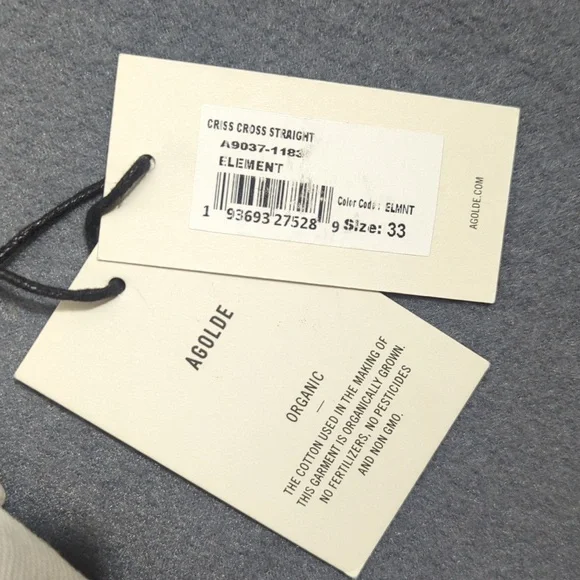 CRISS CROSS STRAIGHT
A9037-1183
ELEMENT
Color Code: ELMNT
1 93693 27528 9
Size: 33
AGOLDE.COM
AGOLDE
ORGANIC
—
THE COTTON USED IN THE MAKING OF
THIS GARMENT IS ORGANICALLY GROWN.
NO FERTILIZERS, NO PESTICIDES
AND NON GMO.